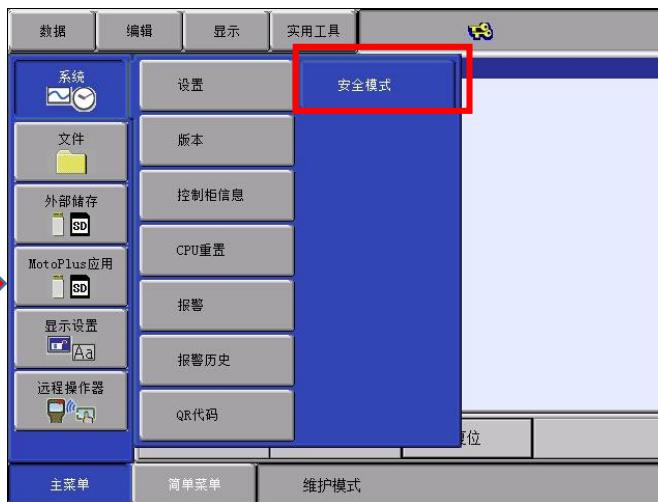 数据
编辑
显示
实用工具
系统
设置
安全模式
文件
版本
外部储存
SD
控制柜信息
MotoPlus应用
SD
CPU重置
显示设置
Aa
报警
报警历史
远程操作器
QR代码
位
主菜单
简单菜单
维护模式